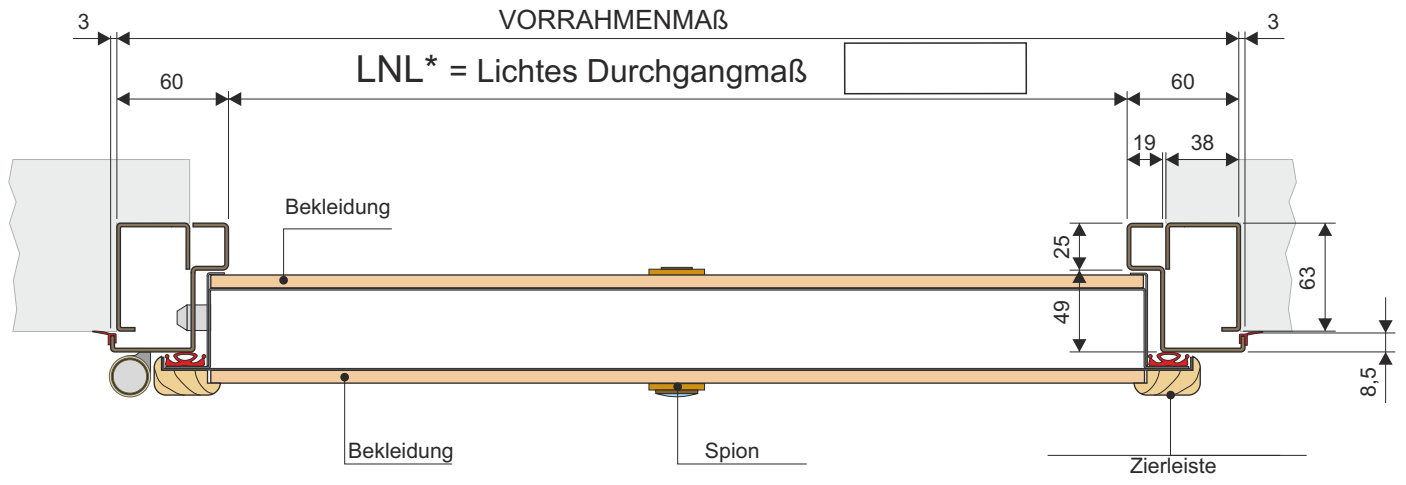 3
VORRAHMENMAß
3
LNL* = Lichtes Durchgangmaß
60
60
19
38
Bekleidung
25
63
49
8,5
Bekleidung
Spion
Zierleiste